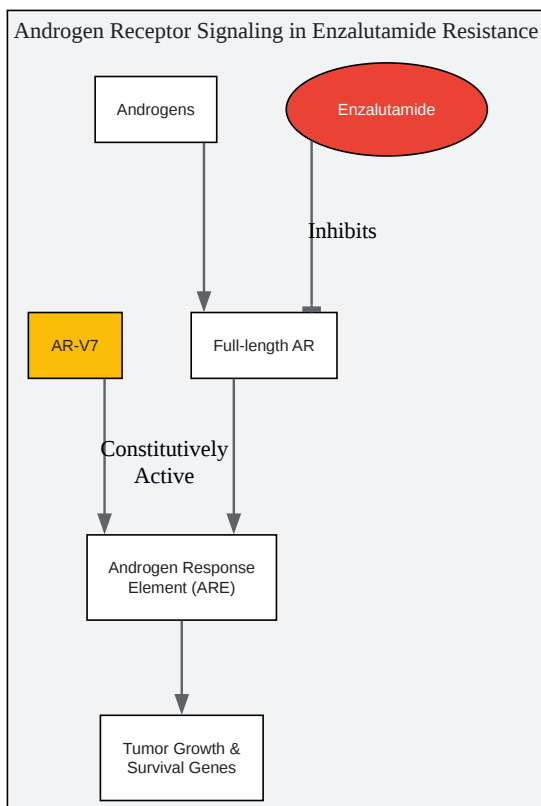 Androgen Receptor Signaling in Enzalutamide Resistance
Androgens
Enzalutamide
Inhibits
AR-V7
Full-length AR
Constitutively
Active
Androgen Response
Element (ARE)
Tumor Growth &
Survival Genes